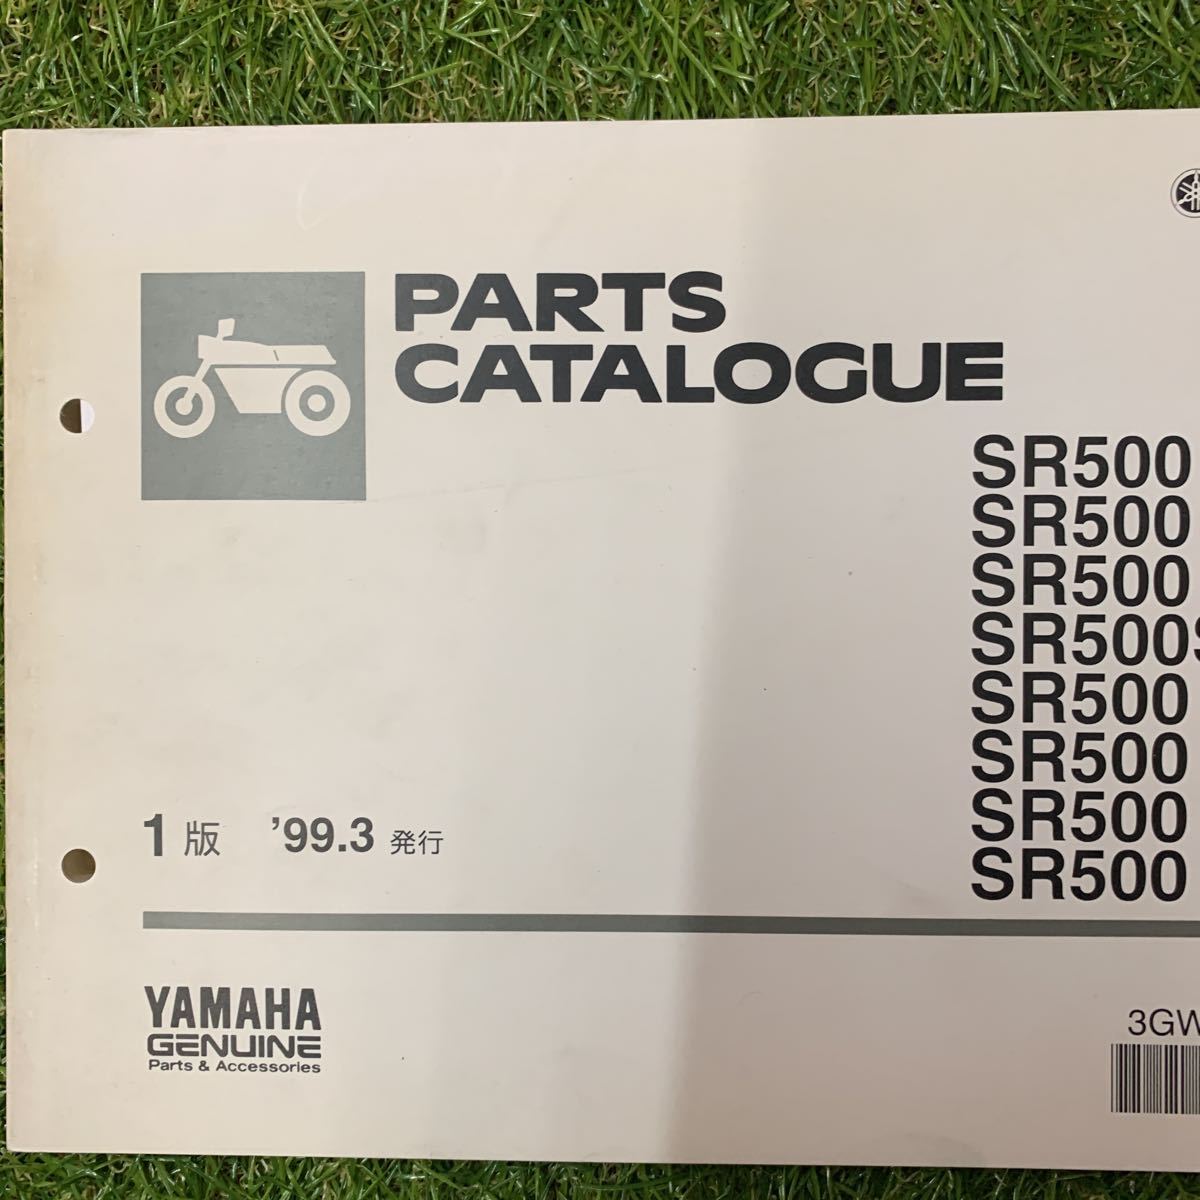 PARTS
CATALOGUE
SR500
SR500
SR500
SR500S
SR500
SR500
SR500
SR500
1版 '99.3 発行
YAMAHA
GENUINE
Parts & Accessories
3GW